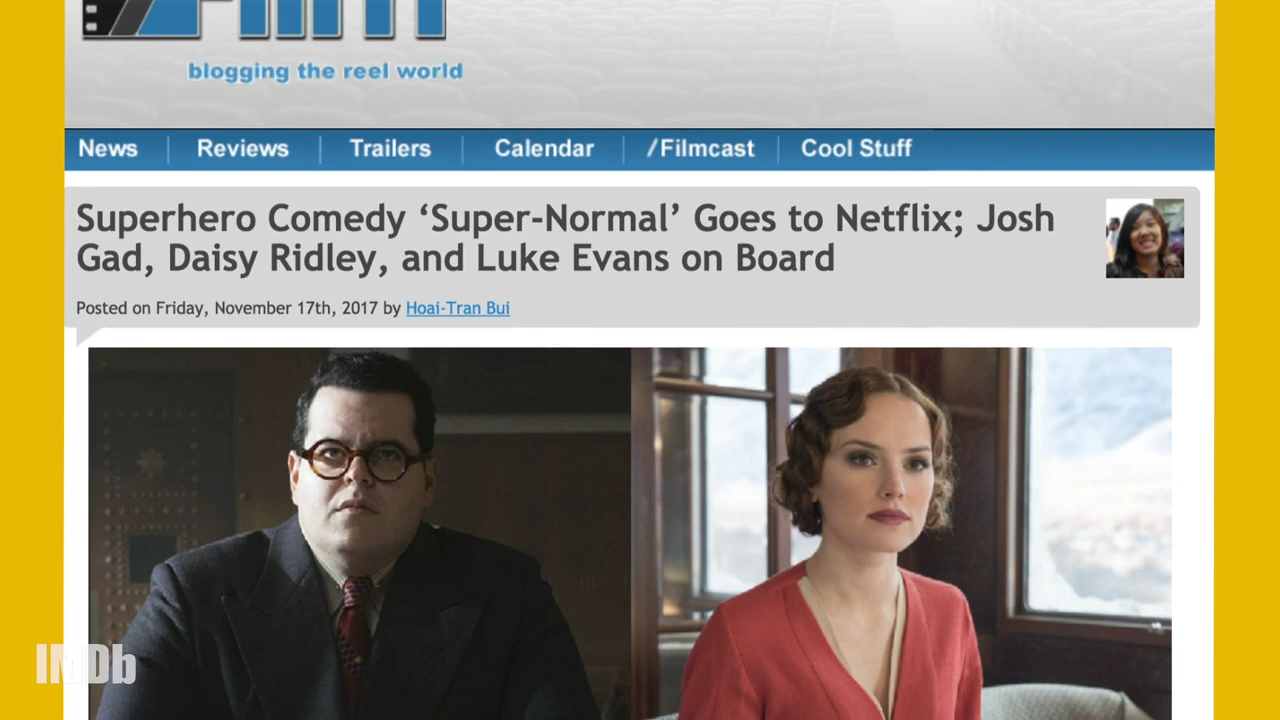 blogging the reel world
News
Reviews
Trailers
Calendar
/Filmcast
Cool Stuff
Superhero Comedy ‘Super-Normal’ Goes to Netflix; Josh
Gad, Daisy Ridley, and Luke Evans on Board
Posted on Friday, November 17th, 2017 by Hoai-Tran Bui
IMDb